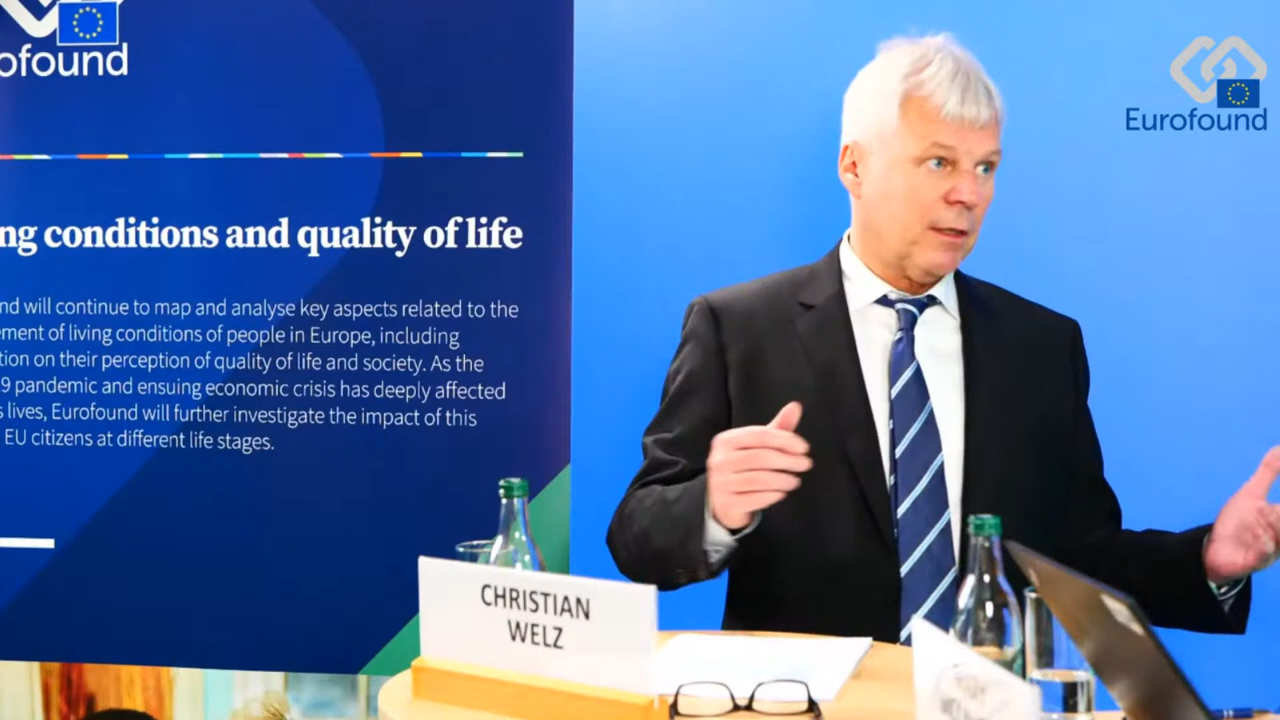 ofound
ng conditions and quality of life
nd will continue to map and analyse key aspects related to the
ement of living conditions of people in Europe, including
tion on their perception of quality of life and society. As the
9 pandemic and ensuing economic crisis has deeply affected
s lives, Eurofound will further investigate the impact of this
EU citizens at different life stages.
CHRISTIAN
WELZ
Eurofound